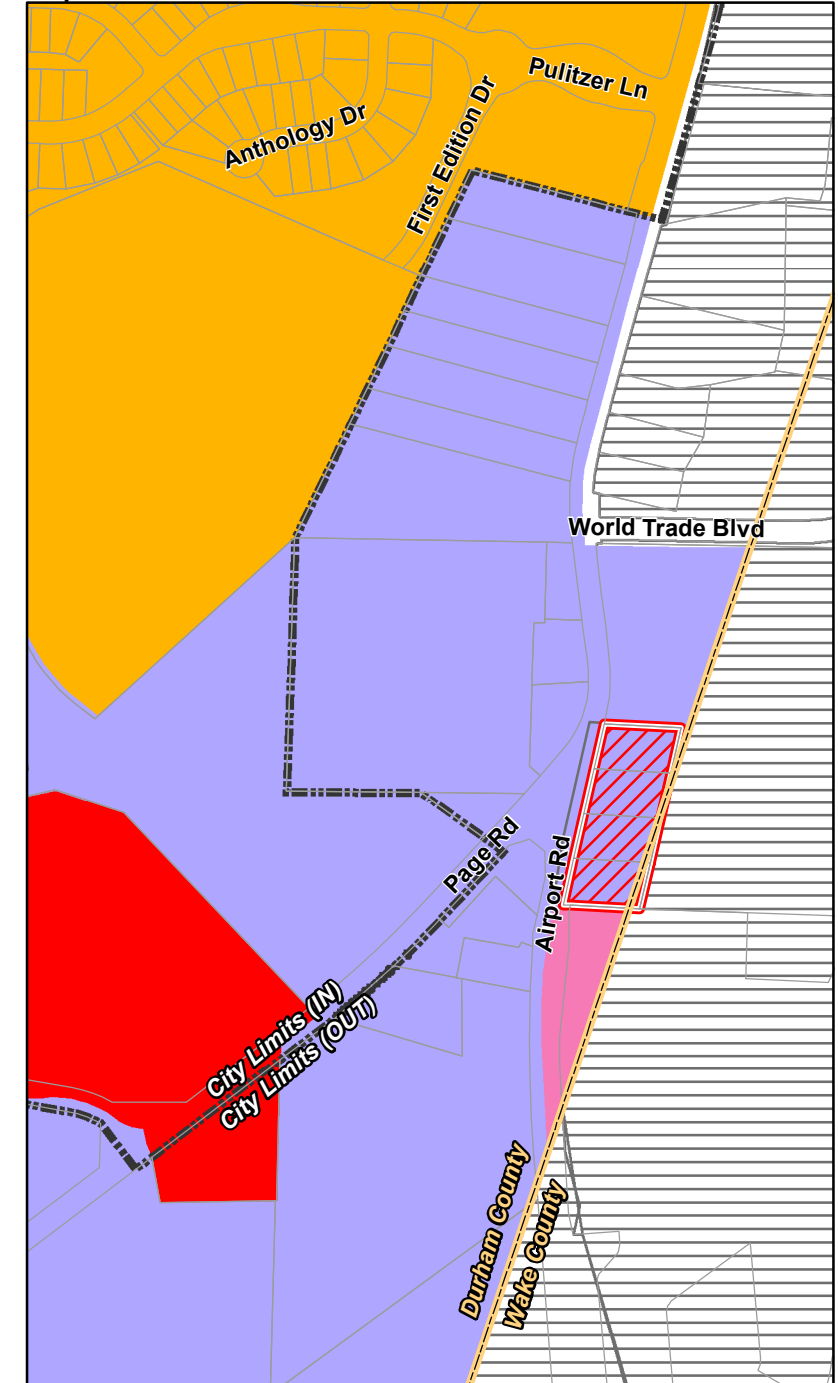 Pulitzer Ln
Anthology Dr
First Edition Dr
World Trade Blvd
Page Rd
Airport Rd
City Limits (IN)
City Limits (OUT)
Durham County
Wake County